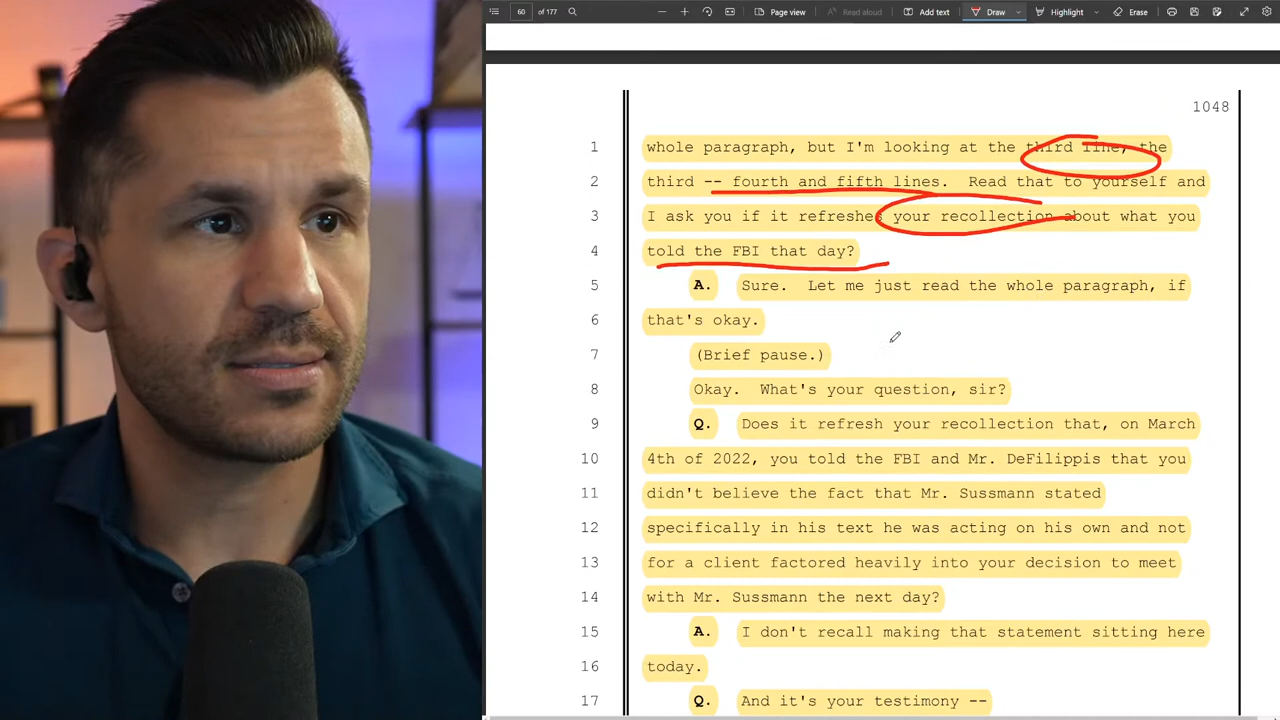 60 of 177 Page view Read aloud Add text Draw Highlight Erase
1048
1 whole paragraph, but I'm looking at the third line, the
2 third -- fourth and fifth lines. Read that to yourself and
3 I ask you if it refreshes your recollection about what you
4 told the FBI that day?
5 A. Sure. Let me just read the whole paragraph, if
6 that's okay.
7 (Brief pause.)
8 Okay. What's your question, sir?
9 Q. Does it refresh your recollection that, on March
10 4th of 2022, you told the FBI and Mr. DeFilippis that you
11 didn't believe the fact that Mr. Sussmann stated
12 specifically in his text he was acting on his own and not
13 for a client factored heavily into your decision to meet
14 with Mr. Sussmann the next day?
15 A. I don't recall making that statement sitting here
16 today.
17 Q. And it's your testimony --